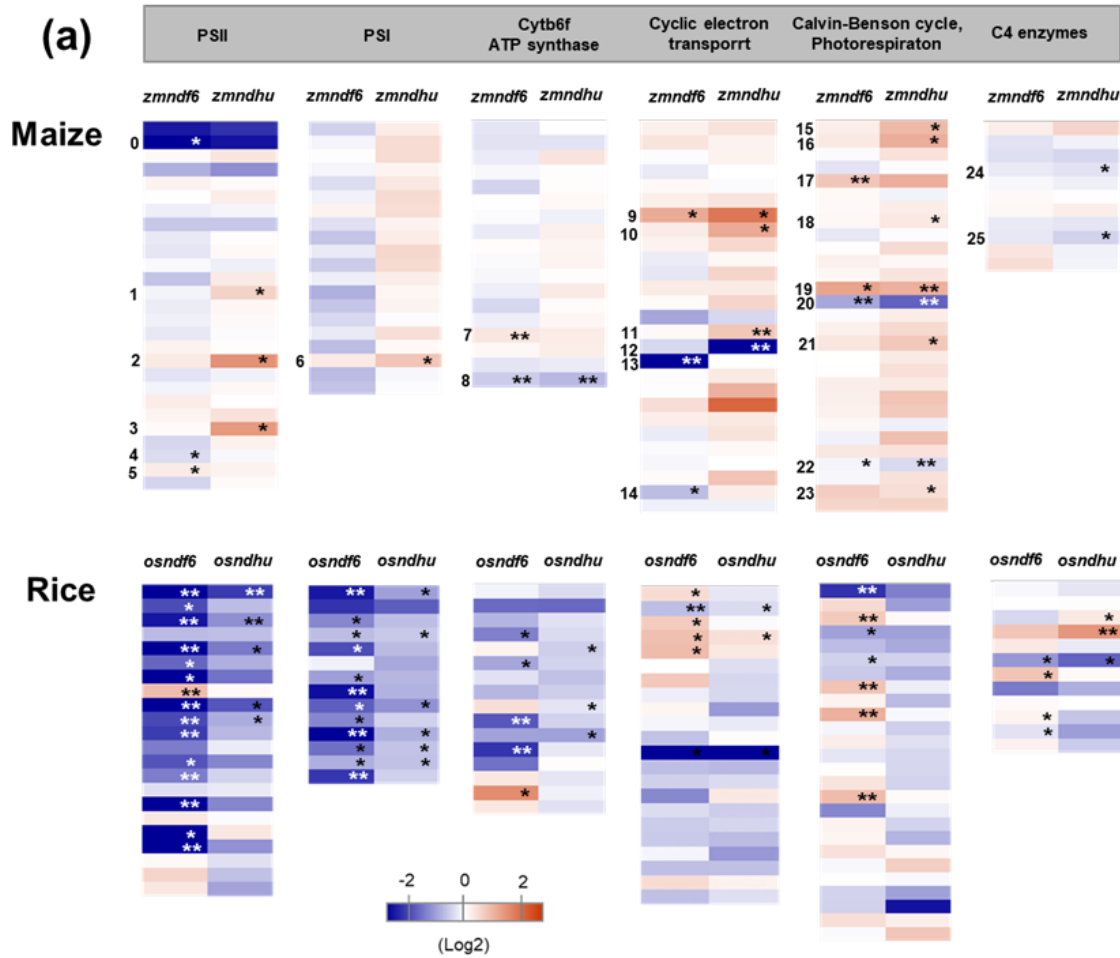 (a)
PSII
PSI
Cytb6f
ATP synthase
Cyclic electron
transporrt
Calvin-Benson cycle,
Photorespiraton
C4 enzymes
Maize
zmndf6 zmndhu
zmndf6 zmndhu
zmndf6 zmndhu
zmndf6 zmndhu
zmndf6 zmndhu
zmndf6 zmndhu
0 *
1 *
2 *
3 *
4 *
5 *
6 *
7 **
8 ** **
9 * *
10 *
11 **
12 **
13 **
14 *
15 *
16 *
17 **
18 *
19 * **
20 ** **
21 *
22 * **
23 *
24 *
25 *
Rice
osndf6 osndhu
osndf6 osndhu
osndf6 osndhu
osndf6 osndhu
osndf6 osndhu
osndf6 osndhu
** **
*
** **
** *
*
*
**
** *
** *
**
*
**
**
*
**
** *
*
* *
*
*
**
* *
*
** *
* *
* *
**
*
*
*
*
**
*
**
*
*
** *
*
* *
*
* *
**
**
*
*
**
**
**
*
**
* *
*
*
*
-2 0 2
(Log2)